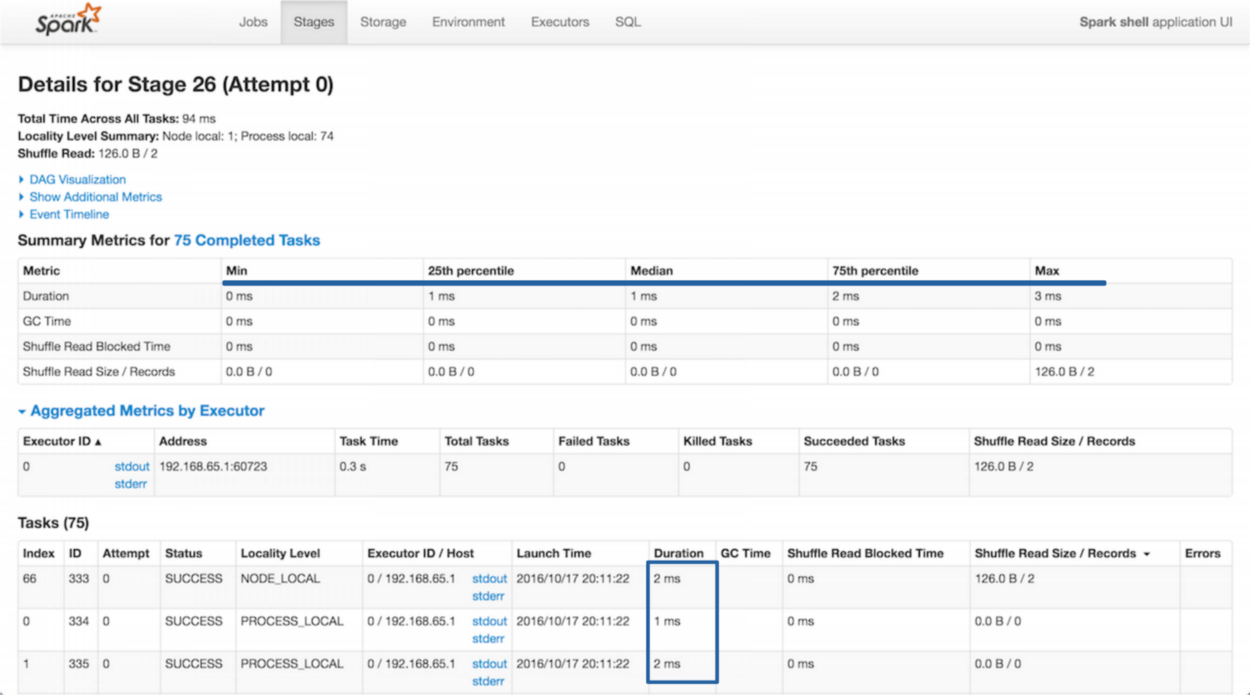 APACHE Spark Jobs Stages Storage Environment Executors SQL Spark shell application UI
Details for Stage 26 (Attempt 0)
Total Time Across All Tasks: 94 ms
Locality Level Summary: Node local: 1; Process local: 74
Shuffle Read: 126.0 B / 2
DAG Visualization
Show Additional Metrics
Event Timeline
Summary Metrics for 75 Completed Tasks
Metric Min 25th percentile Median 75th percentile Max
Duration 0 ms 1 ms 1 ms 2 ms 3 ms
GC Time 0 ms 0 ms 0 ms 0 ms 0 ms
Shuffle Read Blocked Time 0 ms 0 ms 0 ms 0 ms 0 ms
Shuffle Read Size / Records 0.0 B / 0 0.0 B / 0 0.0 B / 0 0.0 B / 0 126.0 B / 2
Aggregated Metrics by Executor
Executor ID ▴ Address Task Time Total Tasks Failed Tasks Killed Tasks Succeeded Tasks Shuffle Read Size / Records
0 stdout 192.168.65.1:60723 0.3 s 75 0 0 75 126.0 B / 2
stderr
Tasks (75)
Index ID Attempt Status Locality Level Executor ID / Host Launch Time Duration GC Time Shuffle Read Blocked Time Shuffle Read Size / Records ▾ Errors
66 333 0 SUCCESS NODE_LOCAL 0 / 192.168.65.1 stdout 2016/10/17 20:11:22 2 ms 0 ms 126.0 B / 2
stderr
0 334 0 SUCCESS PROCESS_LOCAL 0 / 192.168.65.1 stdout 2016/10/17 20:11:22 1 ms 0 ms 0.0 B / 0
stderr
1 335 0 SUCCESS PROCESS_LOCAL 0 / 192.168.65.1 stdout 2016/10/17 20:11:22 2 ms 0 ms 0.0 B / 0
stderr